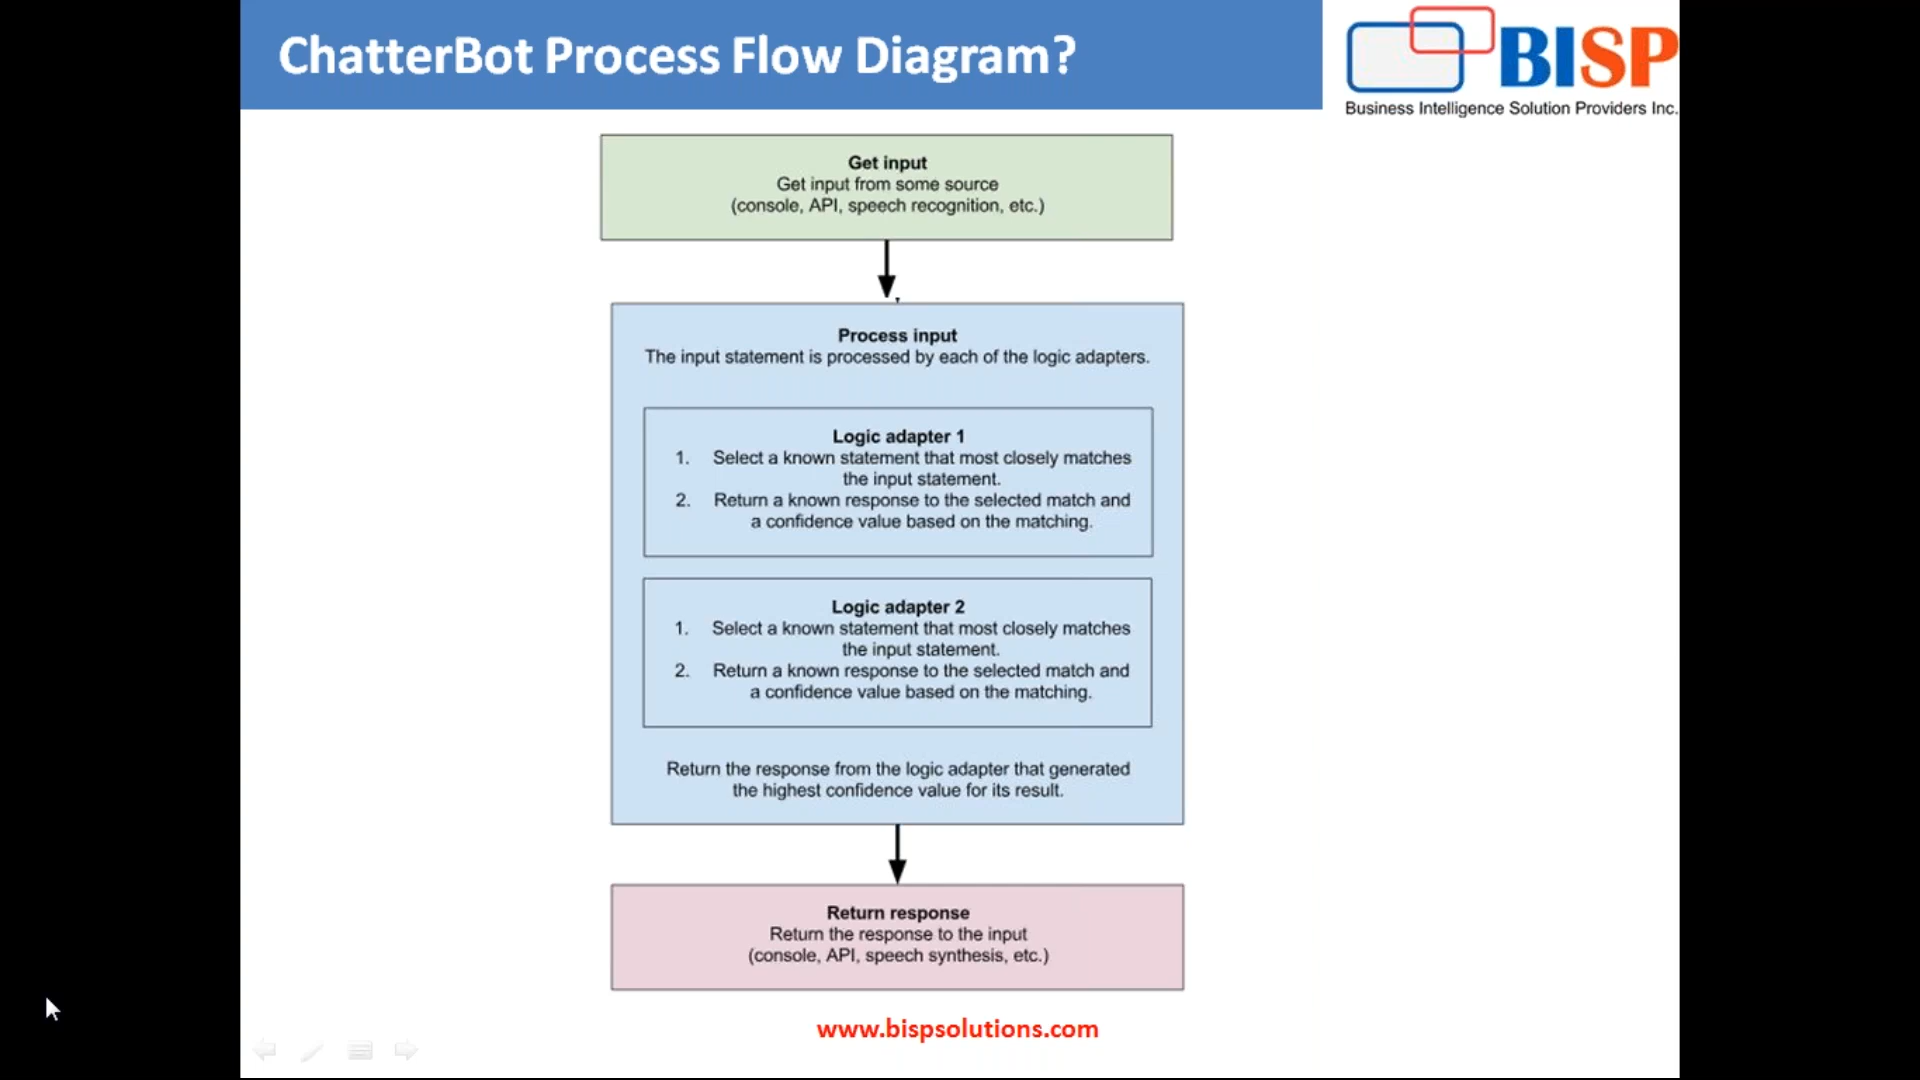 ChatterBot Process Flow Diagram?
BISP
Business Intelligence Solution Providers Inc.
Get input
Get input from some source
(console, API, speech recognition, etc.)
Process input
The input statement is processed by each of the logic adapters.
Logic adapter 1
1. Select a known statement that most closely matches
the input statement.
2. Return a known response to the selected match and
a confidence value based on the matching.
Logic adapter 2
1. Select a known statement that most closely matches
the input statement.
2. Return a known response to the selected match and
a confidence value based on the matching.
Return the response from the logic adapter that generated
the highest confidence value for its result.
Return response
Return the response to the input
(console, API, speech synthesis, etc.)
www.bispsolutions.com